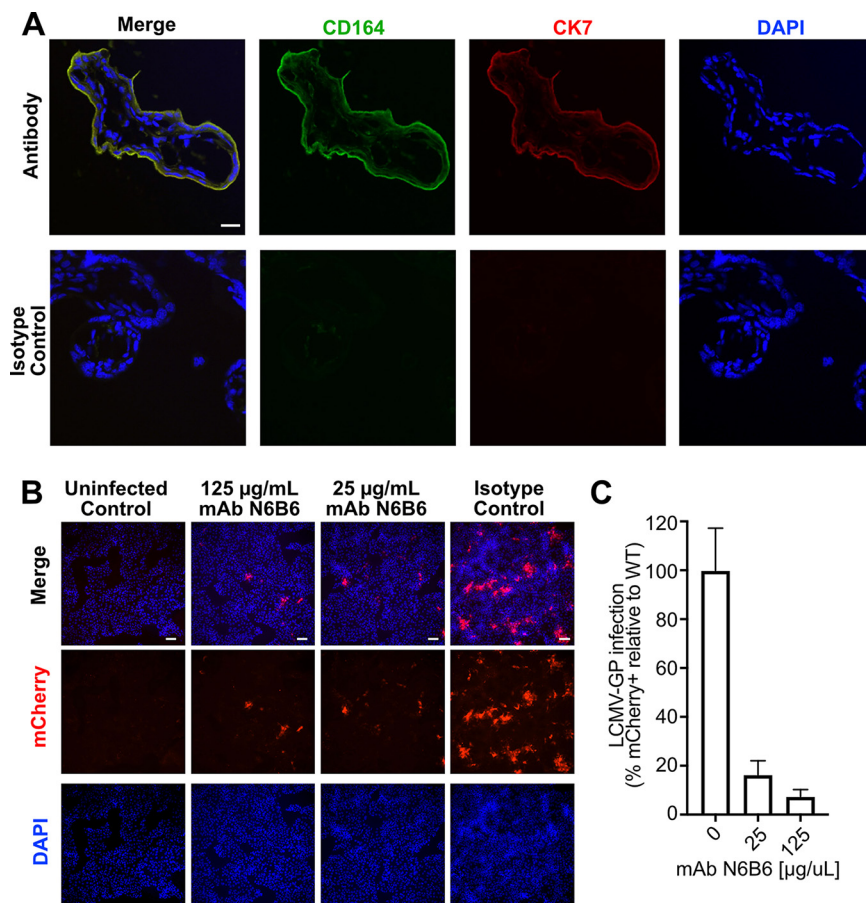 A
Merge
CD164
CK7
DAPI
Antibody
Isotype
Control
B
Uninfected
Control
125 µg/mL
mAb N6B6
25 µg/mL
mAb N6B6
Isotype
Control
Merge
mCherry
DAPI
C
LCMV-GP infection
(% mCherry+ relative to WT)
120
100
80
60
40
20
0
0
25
125
mAb N6B6 [µg/uL]